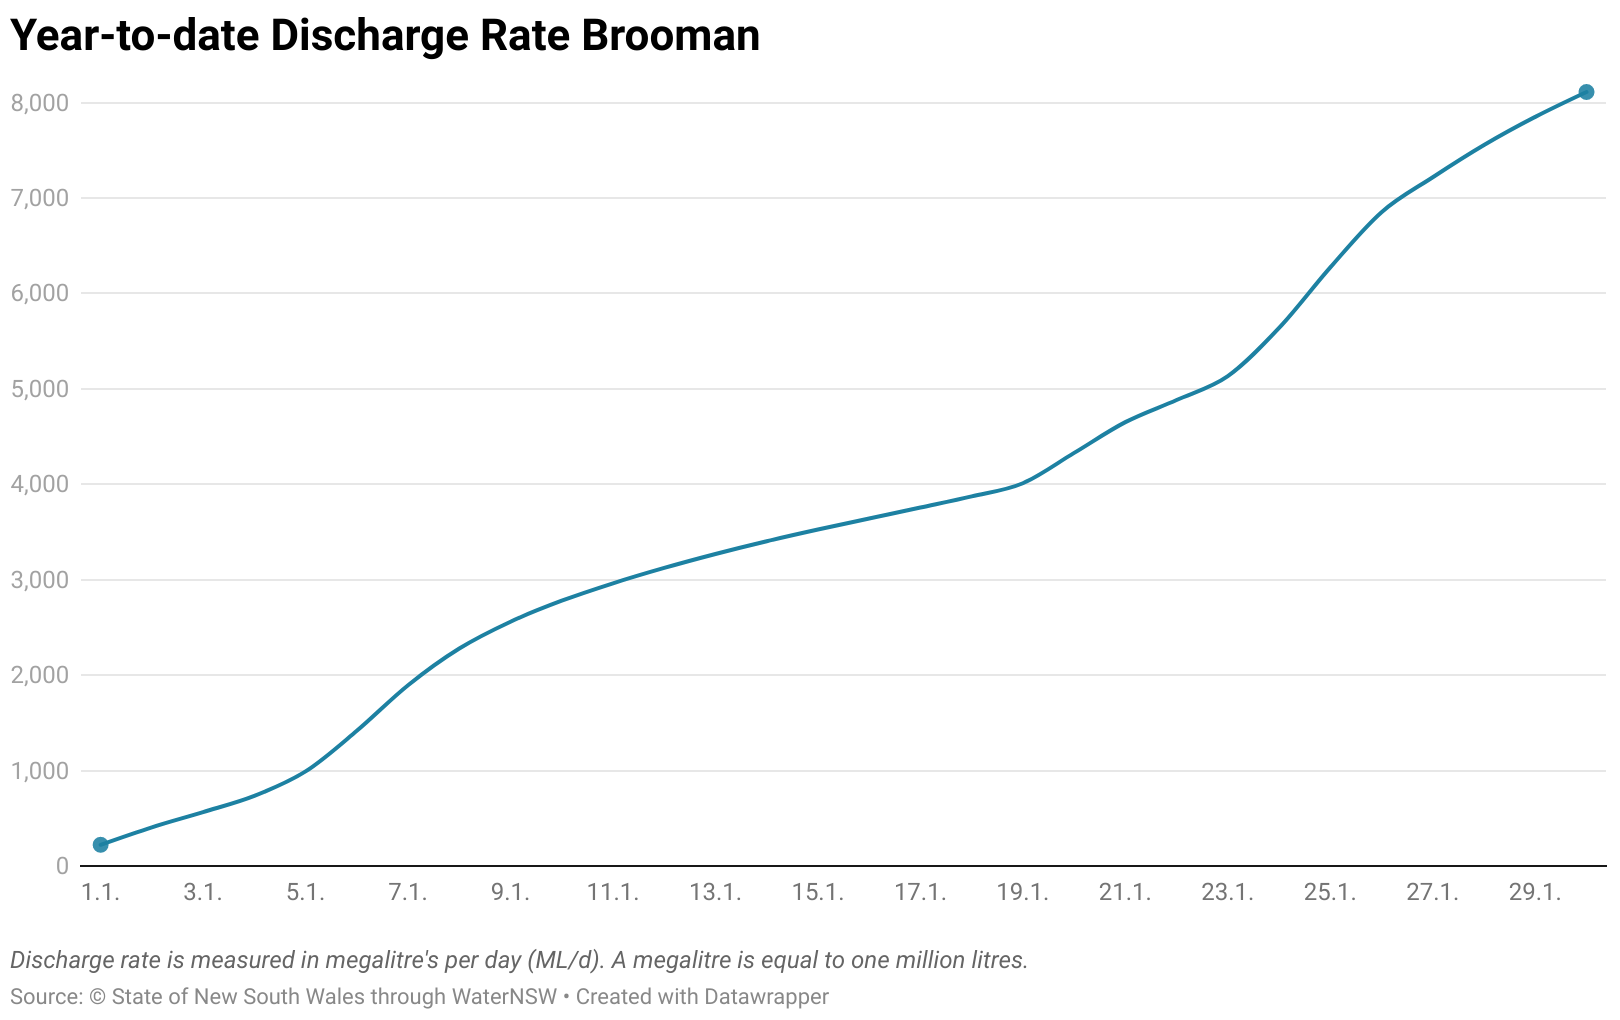 Year-to-date Discharge Rate Brooman
8,000
7,000
6,000
5,000
4,000
3,000
2,000
1,000
0
1.1. 3.1. 5.1. 7.1. 9.1. 11.1. 13.1. 15.1. 17.1. 19.1. 21.1. 23.1. 25.1. 27.1. 29.1.
Discharge rate is measured in megalitre's per day (ML/d). A megalitre is equal to one million litres.
Source: © State of New South Wales through WaterNSW • Created with Datawrapper